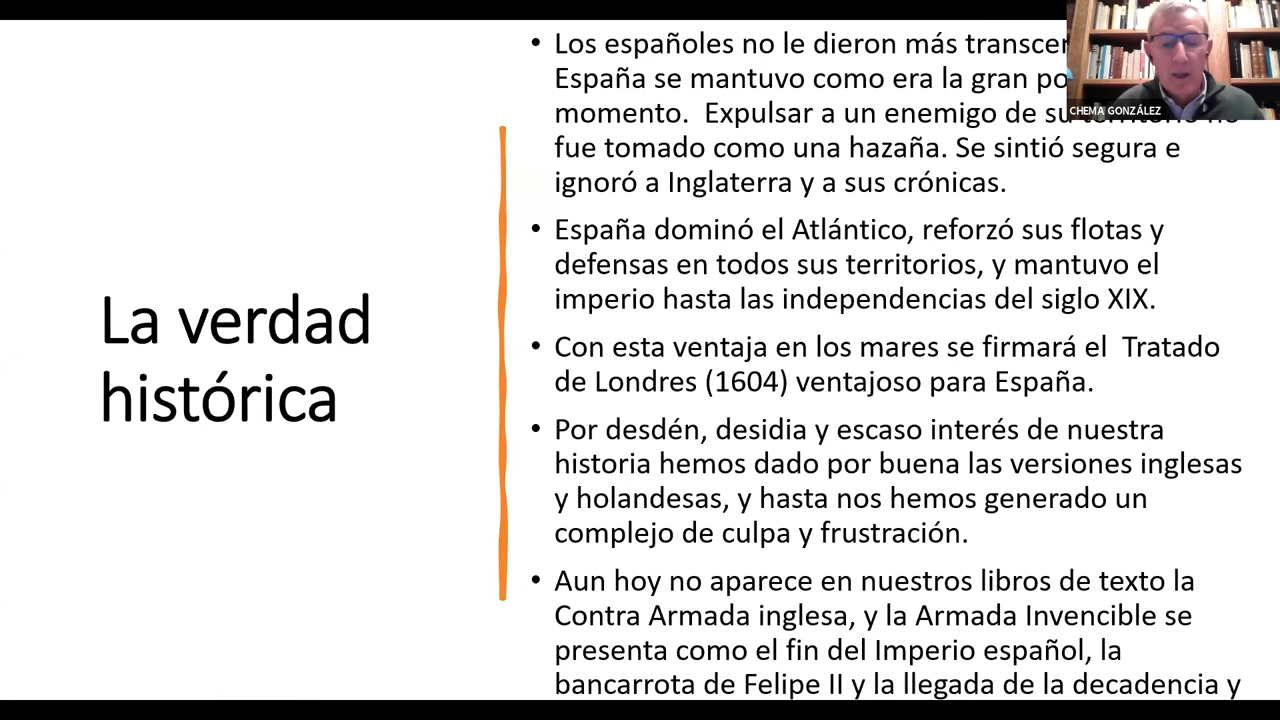 La verdad
histórica
• Los españoles no le dieron más
España se mantuvo como era la gran
momento.  Expulsar a un enemigo de su
fue tomado como una hazaña. Se sintió segura e
ignoró a Inglaterra y a sus crónicas.
• España dominó el Atlántico, reforzó sus flotas y
defensas en todos sus territorios, y mantuvo el
imperio hasta las independencias del siglo XIX.
• Con esta ventaja en los mares se firmará el  Tratado
de Londres (1604) ventajoso para España.
• Por desdén, desidia y escaso interés de nuestra
historia hemos dado por buena las versiones inglesas
y holandesas, y hasta nos hemos generado un
complejo de culpa y frustración.
• Aun hoy no aparece en nuestros libros de texto la
Contra Armada inglesa, y la Armada Invencible se
presenta como el fin del Imperio español, la
bancarrota de Felipe II y la llegada de la decadencia y
CHEMA GONZÁLEZ